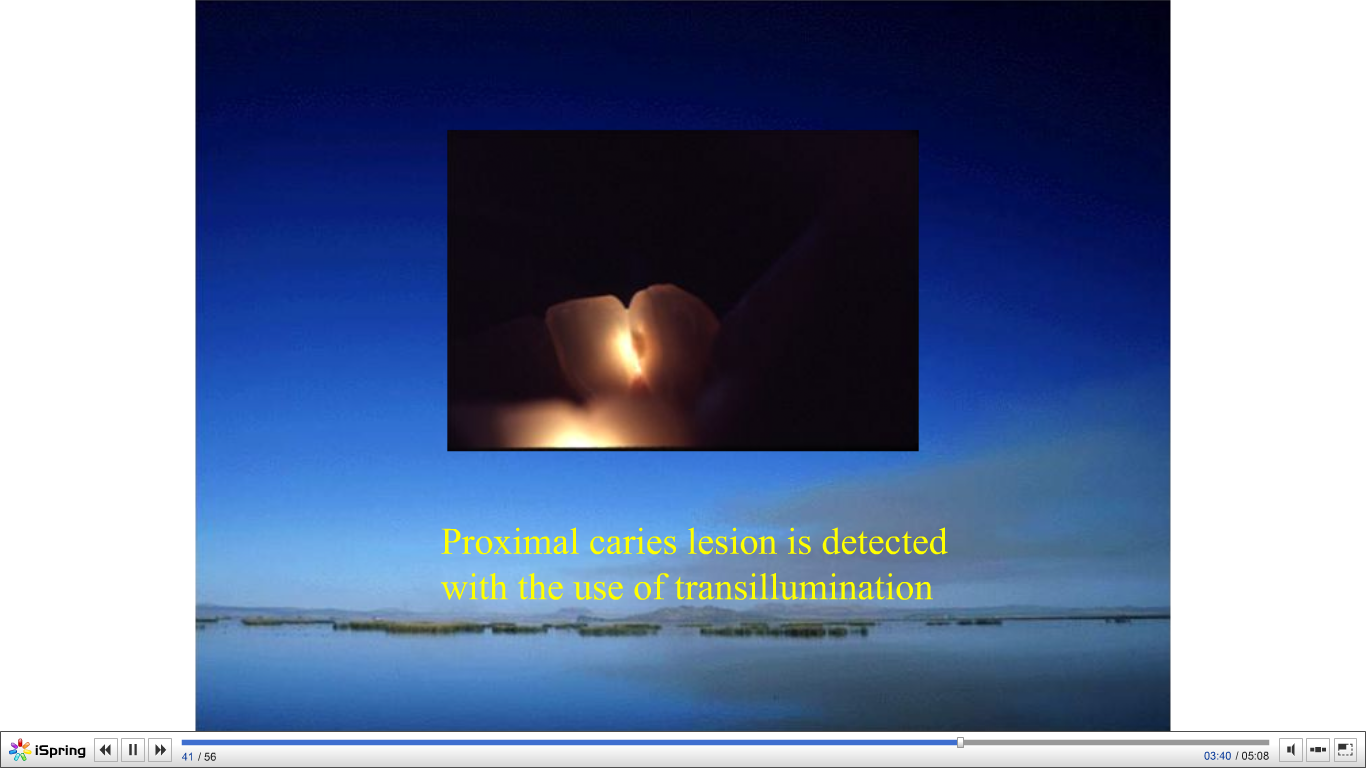 Proximal caries lesion is detected
with the use of transillumination
iSpring
41 / 56
03:40 / 05:08